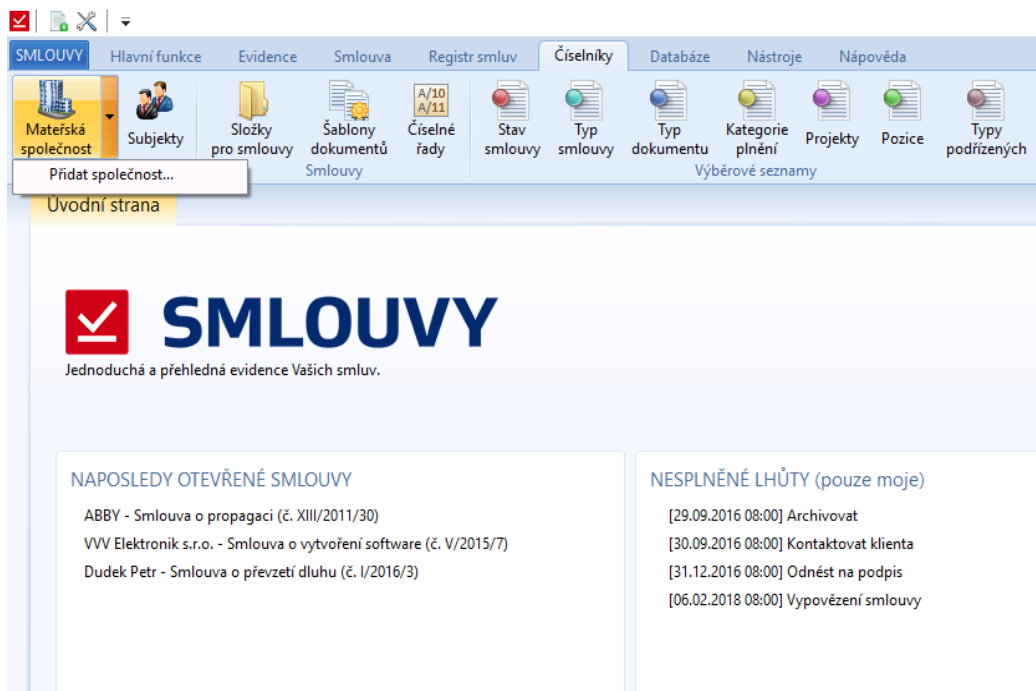 SMLOUVY Hlavní funkce Evidence Smlouva Registr smluv Číselníky Databáze Nástroje Nápověda
Mateřská společnost
Subjekty
Složky pro smlouvy
Šablony dokumentů
A/10
A/11
Číselné řady
Stav smlouvy
Typ smlouvy
Typ dokumentu
Kategorie plnění
Projekty
Pozice
Typy podřízených
Přidat společnost...
Smlouvy
Výběrové seznamy
Úvodní strana
SMLOUVY
Jednoduchá a přehledná evidence Vašich smluv.
NAPOSLEDY OTEVŘENÉ SMLOUVY
ABBY - Smlouva o propagaci (č. XIII/2011/30)
VVV Elektronik s.r.o. - Smlouva o vytvoření software (č. V/2015/7)
Dudek Petr - Smlouva o převzetí dluhu (č. I/2016/3)
NESPLNĚNÉ LHŮTY (pouze moje)
[29.09.2016 08:00] Archivovat
[30.09.2016 08:00] Kontaktovat klienta
[31.12.2016 08:00] Odnést na podpis
[06.02.2018 08:00] Vypovězení smlouvy